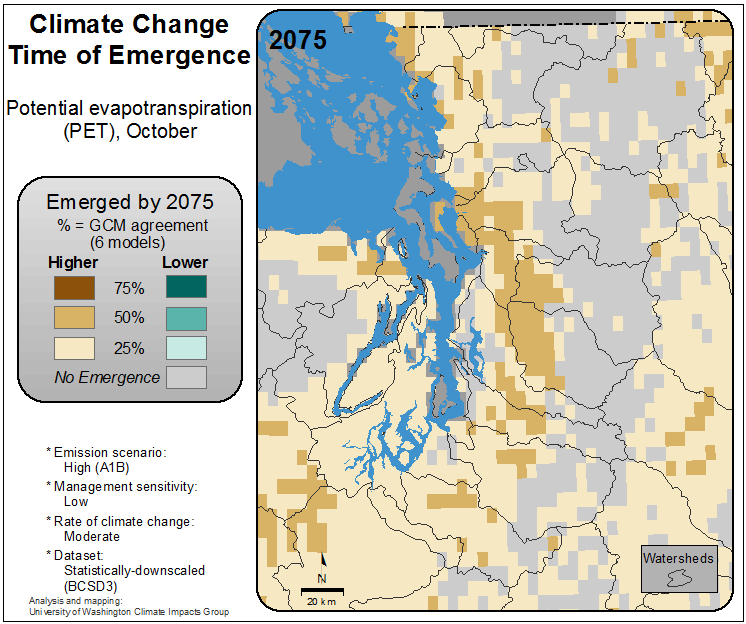 Climate Change
Time of Emergence
Potential evapotranspiration
(PET), October
Emerged by 2075
% = GCM agreement
(6 models)
Higher Lower
75%
50%
25%
No Emergence
* Emission scenario:
High (A1B)
* Management sensitivity:
Low
* Rate of climate change:
Moderate
* Dataset:
Statistically-downscaled
(BCSD3)
Analysis and mapping:
University of Washington Climate Impacts Group
2075
N
20 km
Watersheds